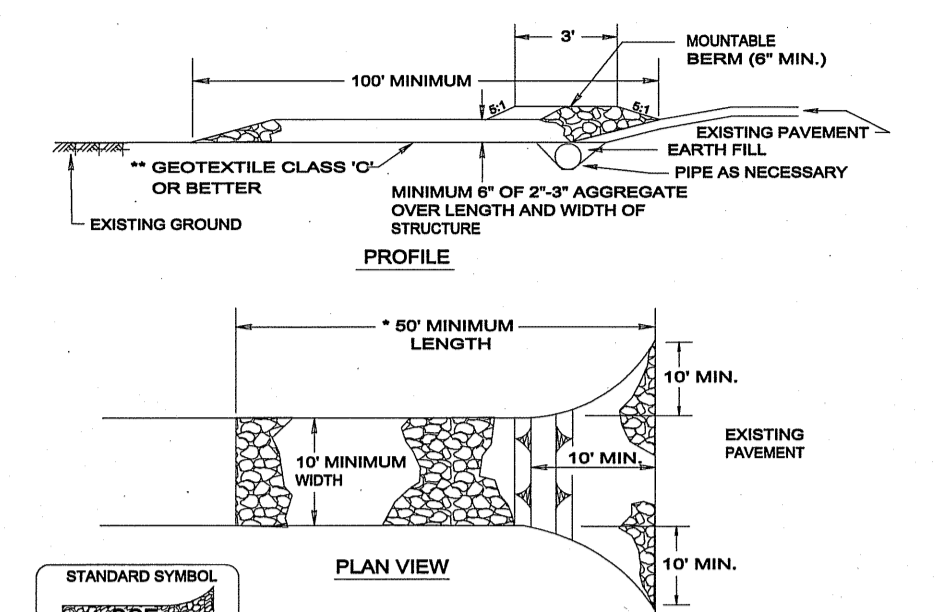 3'
MOUNTABLE
BERM (6" MIN.)
100' MINIMUM
5:1
5:1
EXISTING PAVEMENT
EARTH FILL
** GEOTEXTILE CLASS 'C'
OR BETTER
PIPE AS NECESSARY
MINIMUM 6" OF 2"-3" AGGREGATE
OVER LENGTH AND WIDTH OF
STRUCTURE
EXISTING GROUND
PROFILE
* 50' MINIMUM
LENGTH
10' MIN.
EXISTING
PAVEMENT
10' MINIMUM
WIDTH
10' MIN.
10' MIN.
PLAN VIEW
STANDARD SYMBOL